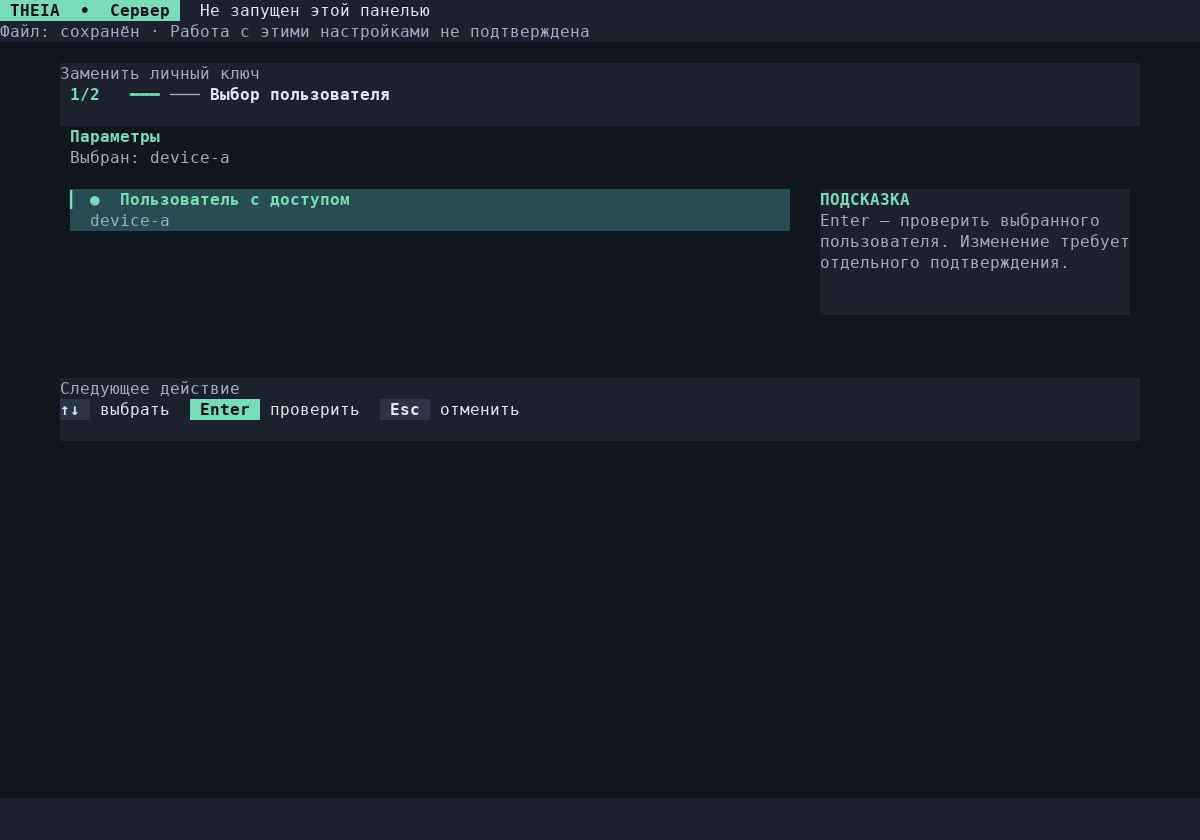 THEIA • Сервер Не запущен этой панелью
Файл: сохранён · Работа с этими настройками не подтверждена
Заменить личный ключ
1/2 ━━━ ─── Выбор пользователя
Параметры
Выбран: device-a
● Пользователь с доступом
device-a
ПОДСКАЗКА
Enter — проверить выбранного
пользователя. Изменение требует
отдельного подтверждения.
Следующее действие
↑↓ выбрать Enter проверить Esc отменить